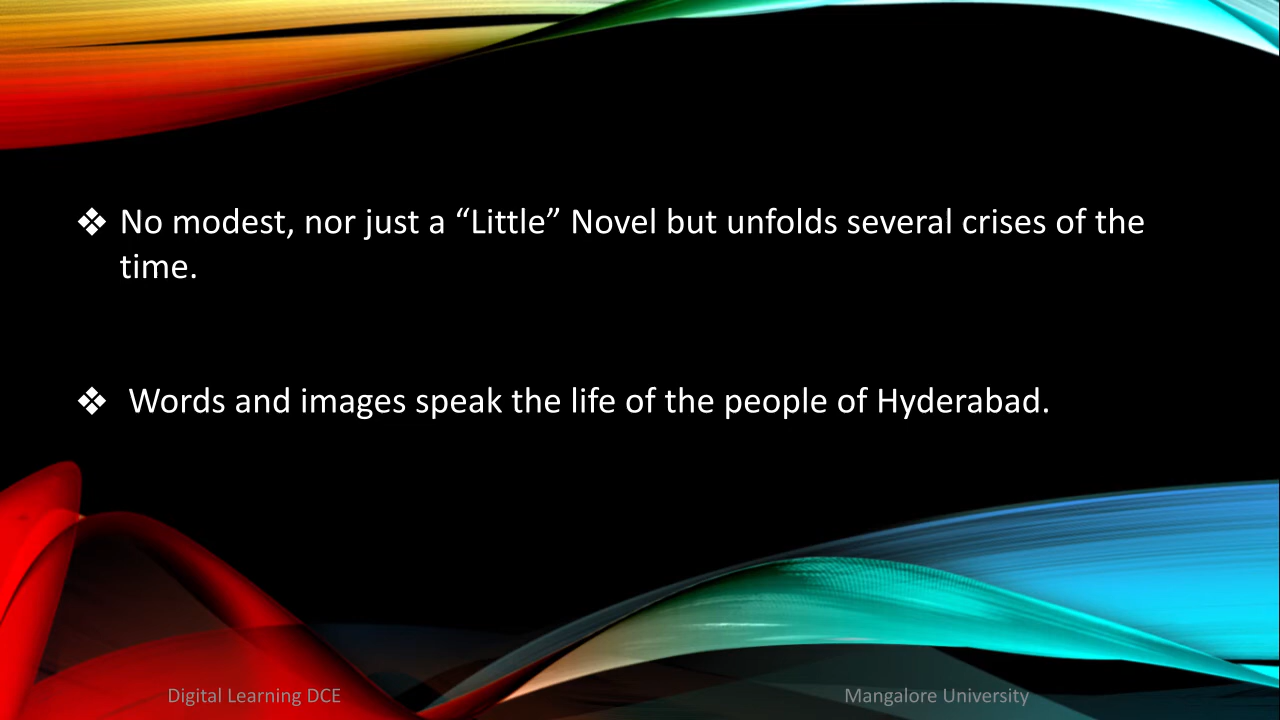 ❖ No modest, nor just a “Little” Novel but unfolds several crises of the
time.
❖ Words and images speak the life of the people of Hyderabad.
Digital Learning DCE
Mangalore University